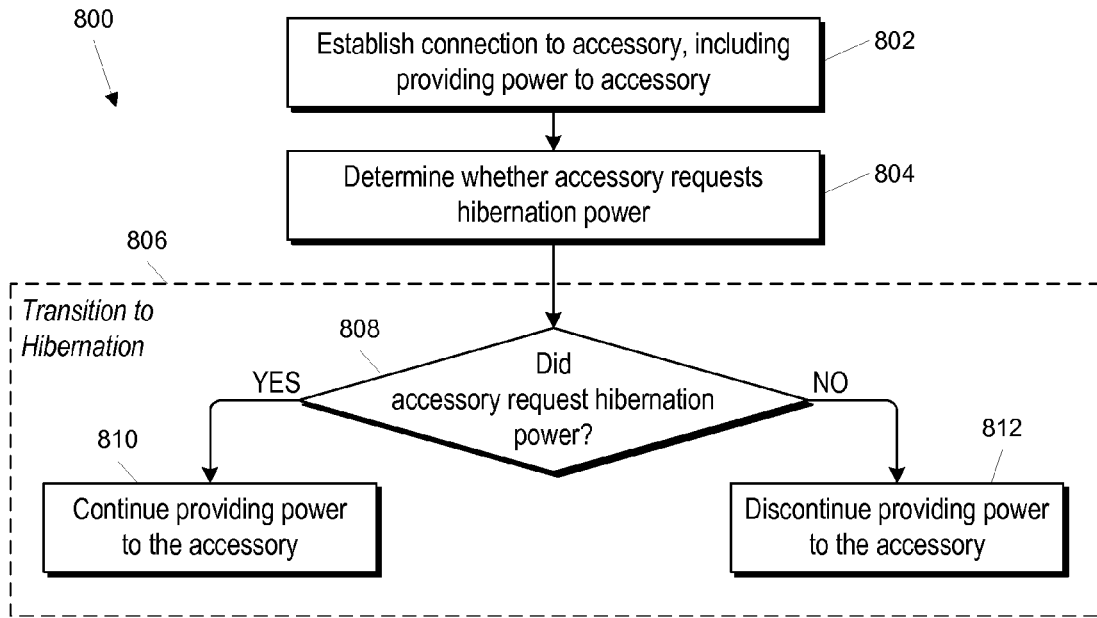 800
Establish connection to accessory, including
providing power to accessory
802
Determine whether accessory requests
hibernation power
804
806
Transition to
Hibernation
808
Did
accessory request hibernation
power?
YES
NO
810
Continue providing power
to the accessory
812
Discontinue providing power
to the accessory